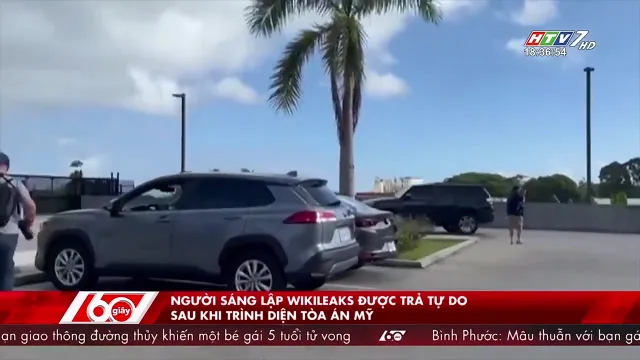 HTV7 HD
18:36:54
60 giây
NGƯỜI SÁNG LẬP WIKILEAKS ĐƯỢC TRẢ TỰ DO
SAU KHI TRÌNH DIỆN TÒA ÁN MỸ
ạn giao thông đường thủy khiến một bé gái 5 tuổi tử vong 60 Bình Phước: Mâu thuẫn với bạn g